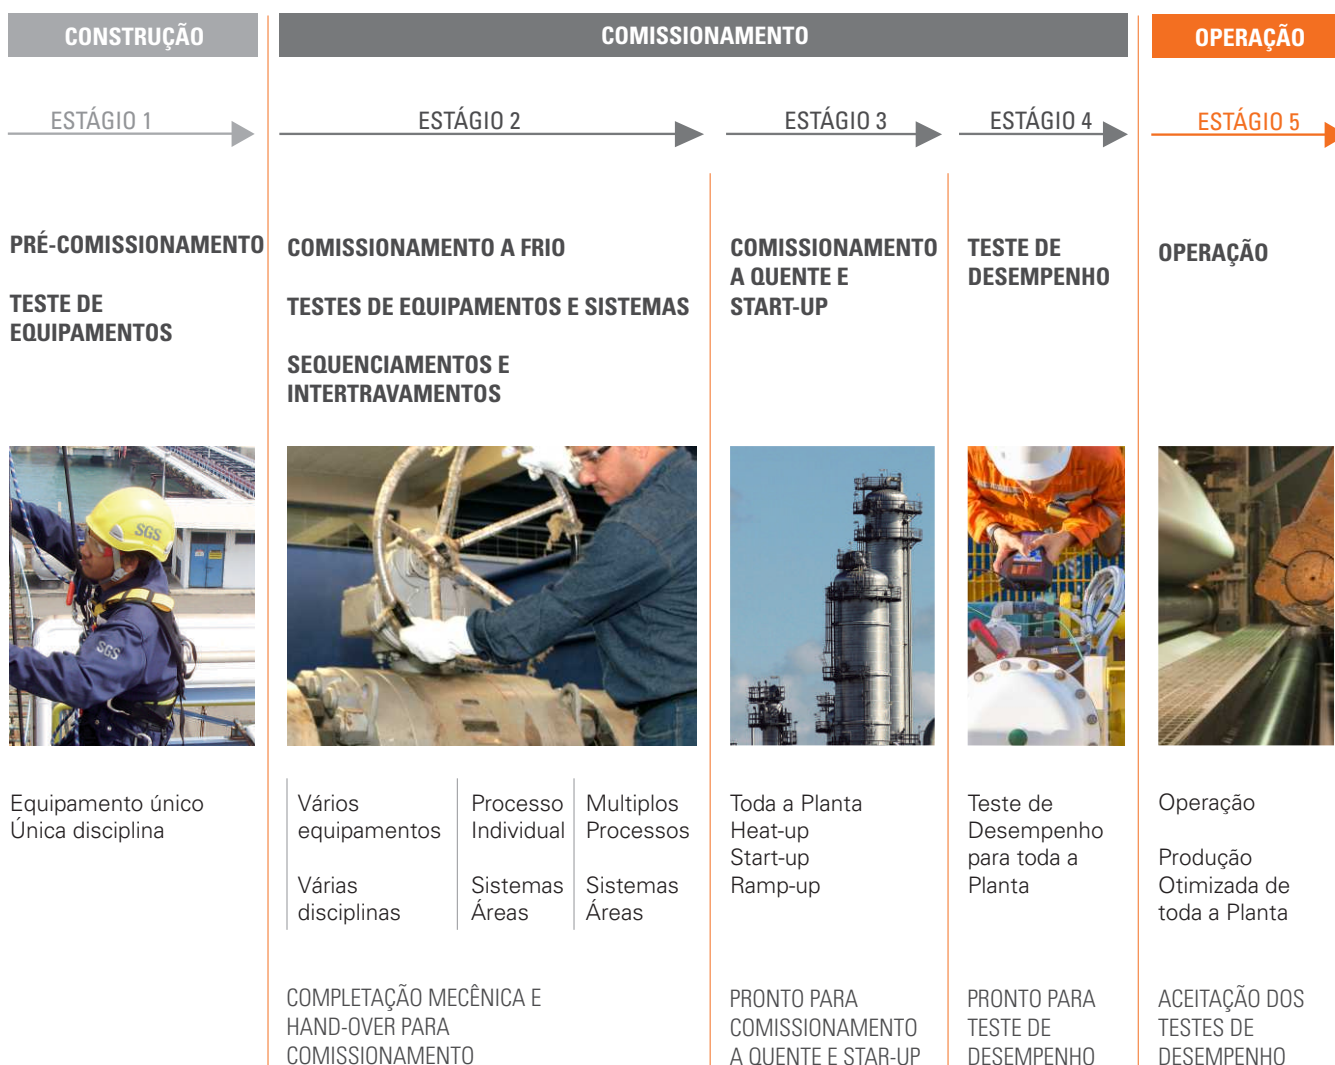 CONSTRUÇÃO
COMISSIONAMENTO
OPERAÇÃO
ESTÁGIO 1
ESTÁGIO 2
ESTÁGIO 3
ESTÁGIO 4
ESTÁGIO 5
PRÉ-COMISSIONAMENTO
TESTE DE
EQUIPAMENTOS
COMISSIONAMENTO A FRIO
TESTES DE EQUIPAMENTOS E SISTEMAS
SEQUENCIAMENTOS E
INTERTRAVAMENTOS
COMISSIONAMENTO
A QUENTE E
START-UP
TESTE DE
DESEMPENHO
OPERAÇÃO
SGS
SGS
Equipamento único
Única disciplina
Vários
equipamentos
Várias
disciplinas
Processo
Individual
Sistemas
Áreas
Multiplos
Processos
Sistemas
Áreas
Toda a Planta
Heat-up
Start-up
Ramp-up
Teste de
Desempenho
para toda a
Planta
Operação
Produção
Otimizada de
toda a Planta
COMPLETAÇÃO MECÊNICA E
HAND-OVER PARA
COMISSIONAMENTO
PRONTO PARA
COMISSIONAMENTO
A QUENTE E STAR-UP
PRONTO PARA
TESTE DE
DESEMPENHO
ACEITAÇÃO DOS
TESTES DE
DESEMPENHO